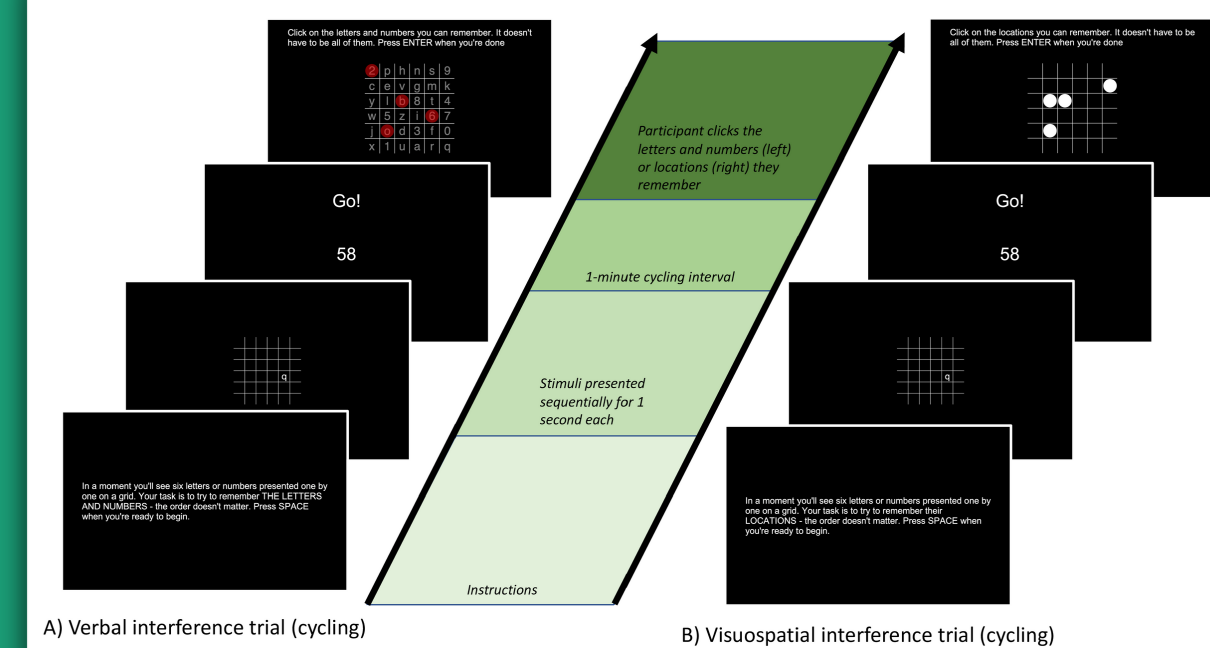 Click on the letters and numbers you can remember. It doesn't
have to be all of them. Press ENTER when you're done
2 p h n s 9
c e v g m k
y l b 8 t 4
w 5 z i 6 7
j o d 3 f 0
x 1 u a r q
Go!
58
q
In a moment you'll see six letters or numbers presented one by
one on a grid. Your task is to try to remember THE LETTERS
AND NUMBERS - the order doesn't matter. Press SPACE
when you're ready to begin.
A) Verbal interference trial (cycling)
Participant clicks the
letters and numbers (left)
or locations (right) they
remember
1-minute cycling interval
Stimuli presented
sequentially for 1
second each
Instructions
Click on the locations you can remember. It doesn't have to be
all of them. Press ENTER when you're done
Go!
58
q
In a moment you'll see six letters or numbers presented one by
one on a grid. Your task is to try to remember their
LOCATIONS - the order doesn't matter. Press SPACE when
you're ready to begin.
B) Visuospatial interference trial (cycling)